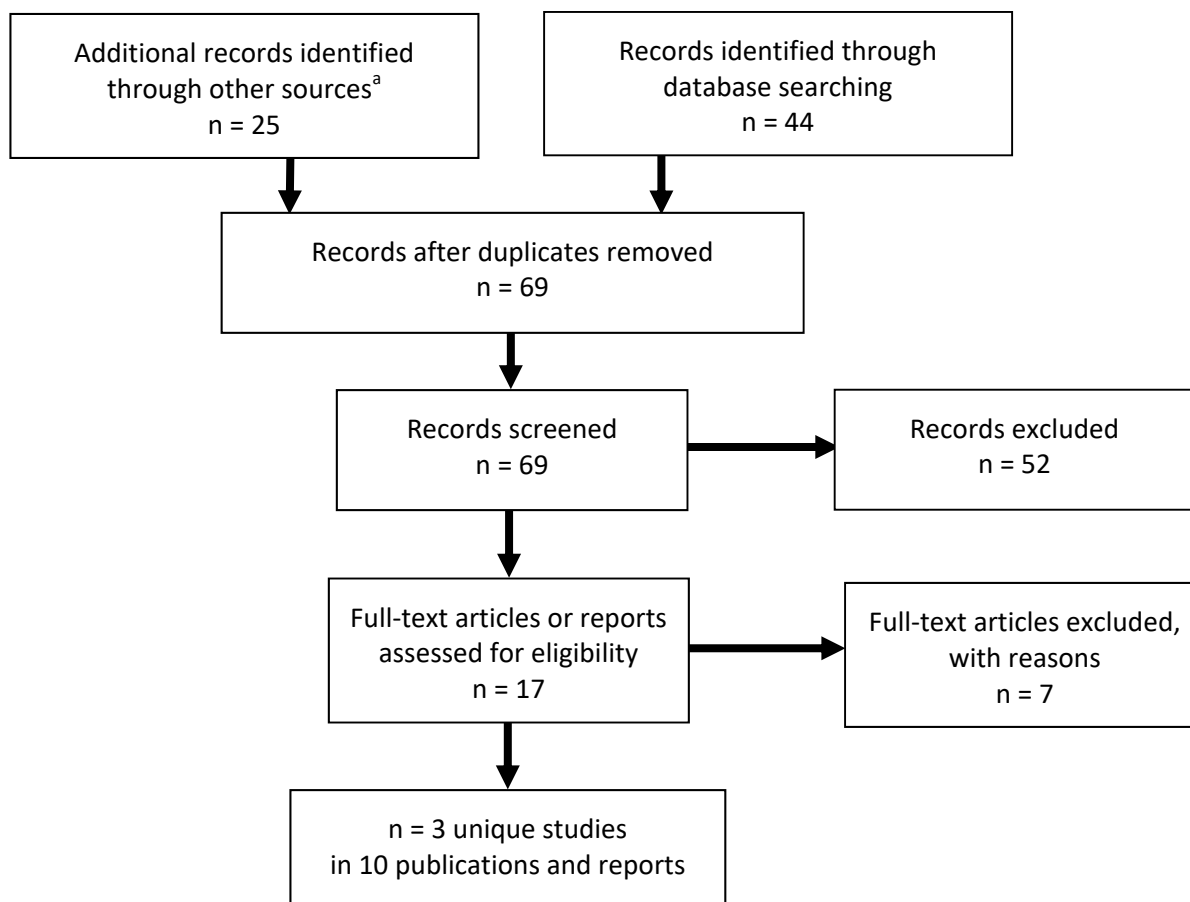 Additional records identified
through other sourcesᵃ
n = 25
Records identified through
database searching
n = 44
Records after duplicates removed
n = 69
Records screened
n = 69
Records excluded
n = 52
Full-text articles or reports
assessed for eligibility
n = 17
Full-text articles excluded,
with reasons
n = 7
n = 3 unique studies
in 10 publications and reports